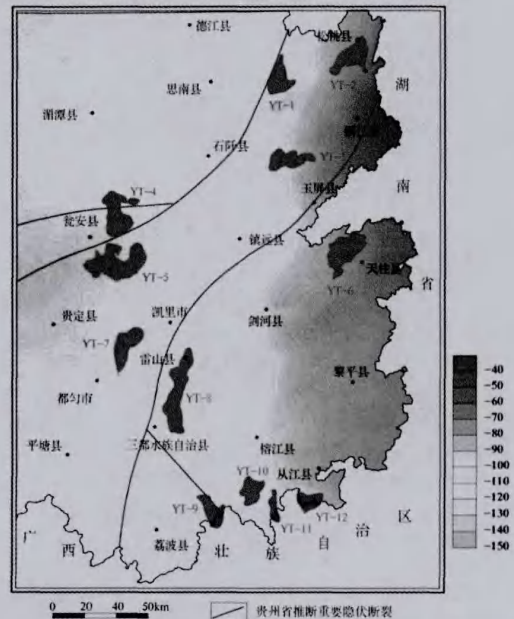 德江县
松桃县
思南县
YT-1
YT-2
湖
湄潭县
铜江县
石阡县
YT-3
玉屏县
南
YT-4
瓮安县
镇远县
YT-5
天柱县
YT-6
省
贵定县
凯里市
剑河县
YT-7
雷山县
-40
-50
-60
-70
-80
-90
-100
-110
-120
-130
-140
-150
黎平县
都匀市
YT-8
三都水族自治县
榕江县
平塘县
从江县
YT-10
YT-9
YT-11
YT-12
广
西
壮
族
自
治
区
荔波县
0 20 40 50km
贵州省推断重要隐伏断裂